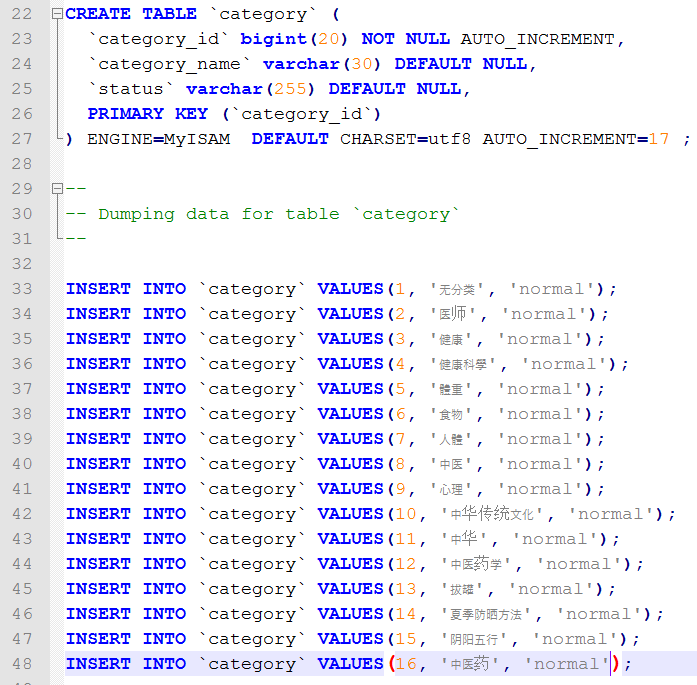 22 CREATE TABLE `category` (
23 `category_id` bigint(20) NOT NULL AUTO_INCREMENT,
24 `category_name` varchar(30) DEFAULT NULL,
25 `status` varchar(255) DEFAULT NULL,
26 PRIMARY KEY (`category_id`)
27 ) ENGINE=MyISAM  DEFAULT CHARSET=utf8 AUTO_INCREMENT=17 ;
28
29 --
30 -- Dumping data for table `category`
31 --
32
33 INSERT INTO `category` VALUES(1, '无分类', 'normal');
34 INSERT INTO `category` VALUES(2, '医师', 'normal');
35 INSERT INTO `category` VALUES(3, '健康', 'normal');
36 INSERT INTO `category` VALUES(4, '健康科學', 'normal');
37 INSERT INTO `category` VALUES(5, '體重', 'normal');
38 INSERT INTO `category` VALUES(6, '食物', 'normal');
39 INSERT INTO `category` VALUES(7, '人體', 'normal');
40 INSERT INTO `category` VALUES(8, '中医', 'normal');
41 INSERT INTO `category` VALUES(9, '心理', 'normal');
42 INSERT INTO `category` VALUES(10, '中华传统文化', 'normal');
43 INSERT INTO `category` VALUES(11, '中华', 'normal');
44 INSERT INTO `category` VALUES(12, '中医药学', 'normal');
45 INSERT INTO `category` VALUES(13, '拔罐', 'normal');
46 INSERT INTO `category` VALUES(14, '夏季防晒方法', 'normal');
47 INSERT INTO `category` VALUES(15, '阴阳五行', 'normal');
48 INSERT INTO `category` VALUES(16, '中医药', 'normal');